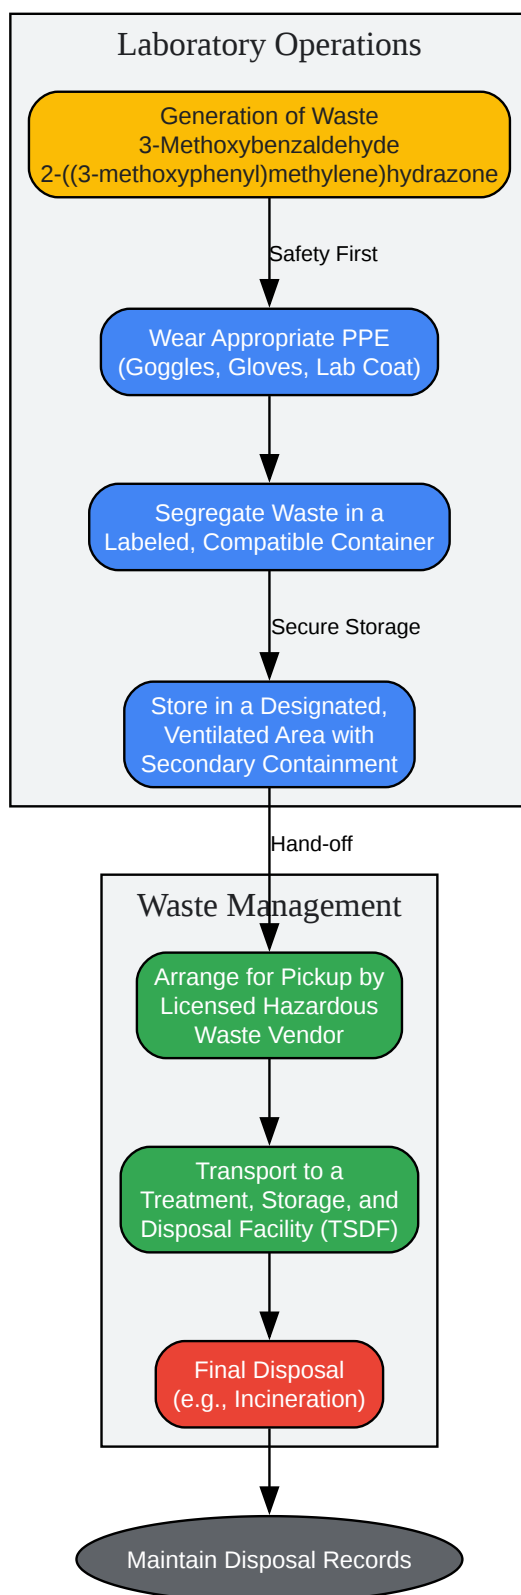 Laboratory Operations
Generation of Waste
3-Methoxybenzaldehyde
2-((3-methoxyphenyl)methylene)hydrazone
Safety First
Wear Appropriate PPE
(Goggles, Gloves, Lab Coat)
Segregate Waste in a
Labeled, Compatible Container
Secure Storage
Store in a Designated,
Ventilated Area with
Secondary Containment
Hand-off
Waste Management
Arrange for Pickup by
Licensed Hazardous
Waste Vendor
Transport to a
Treatment, Storage, and
Disposal Facility (TSDF)
Final Disposal
(e.g., Incineration)
Maintain Disposal Records